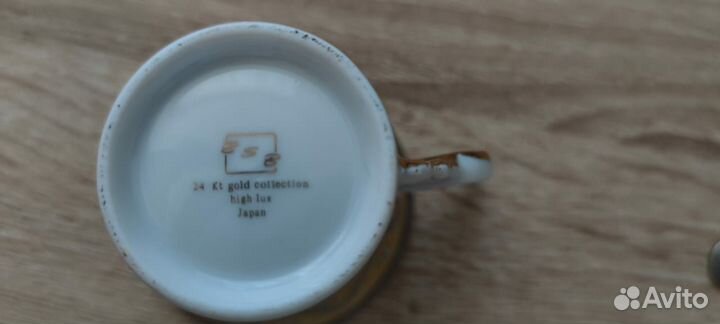 24 Kt gold collection
high lux
Japan
Avito